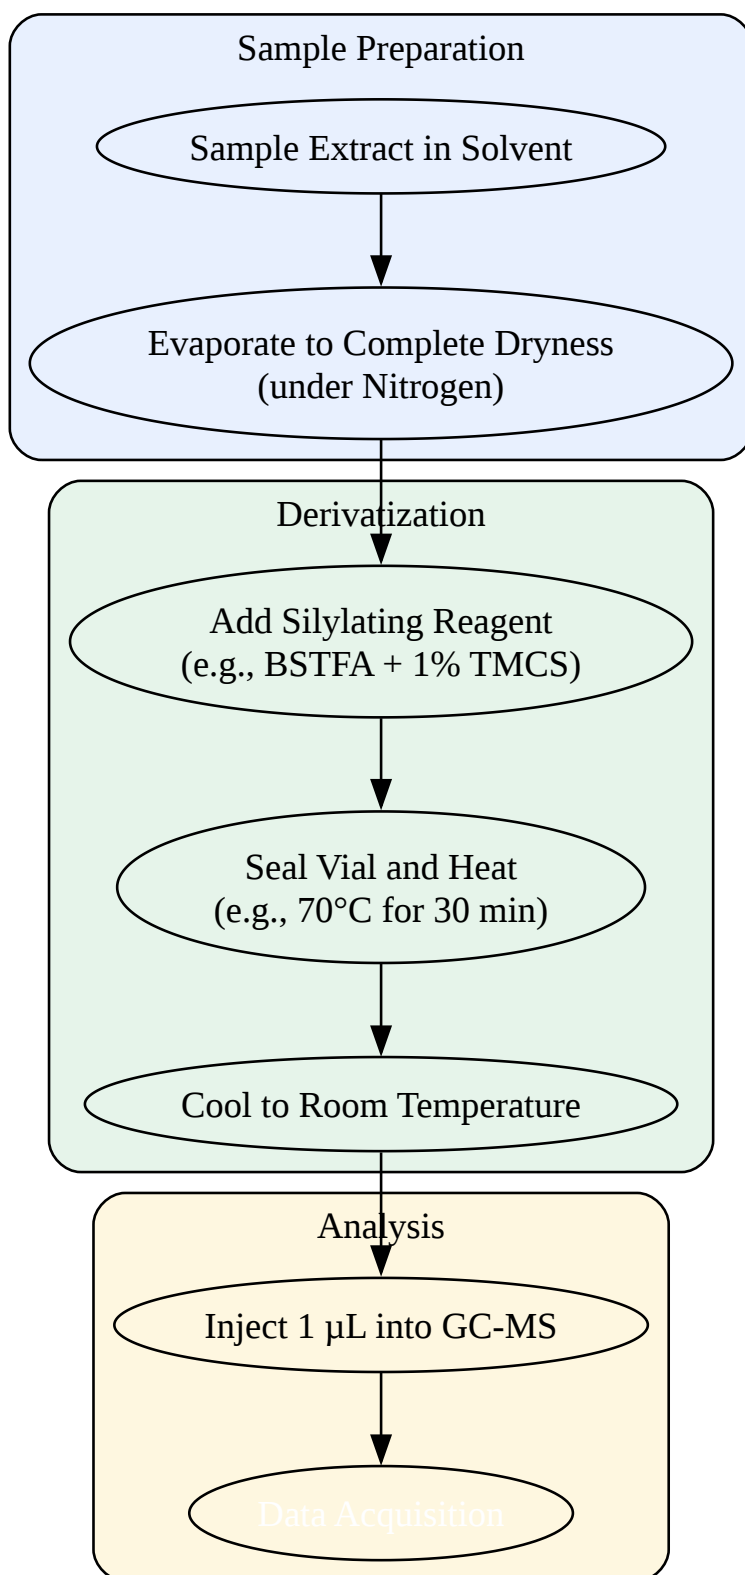 Sample Preparation
Sample Extract in Solvent
Evaporate to Complete Dryness
(under Nitrogen)
Derivatization
Add Silylating Reagent
(e.g., BSTFA + 1% TMCS)
Seal Vial and Heat
(e.g., 70°C for 30 min)
Cool to Room Temperature
Analysis
Inject 1 µL into GC-MS
Data Acquisition